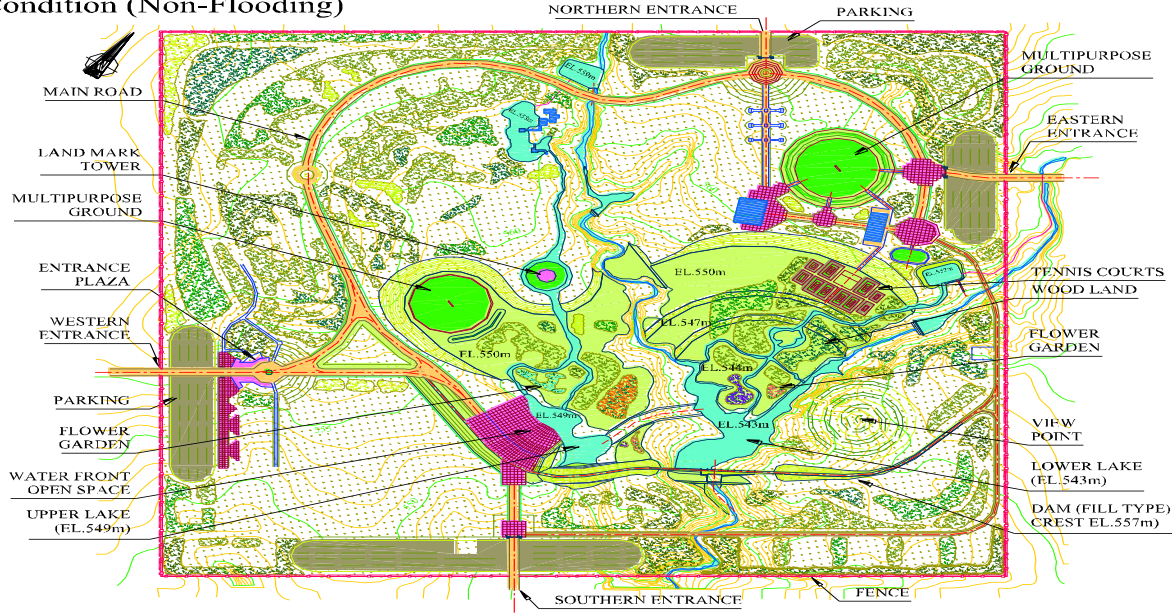 Condition (Non-Flooding)
NORTHERN ENTRANCE
PARKING
MULTIPURPOSE
GROUND
MAIN ROAD
EASTERN
ENTRANCE
LAND MARK
TOWER
MULTIPURPOSE
GROUND
ENTRANCE
PLAZA
WESTERN
ENTRANCE
EL.550m
EL.547m
EL.550m
EL.544m
EL.549m
EL.543m
TENNIS COURTS
WOOD LAND
FLOWER
GARDEN
PARKING
FLOWER
GARDEN
VIEW
POINT
WATER FRONT
OPEN SPACE
LOWER LAKE
(EL.543m)
UPPER LAKE
(EL.549m)
DAM (FILL TYPE)
CREST EL.557m)
SOUTHERN ENTRANCE
FENCE